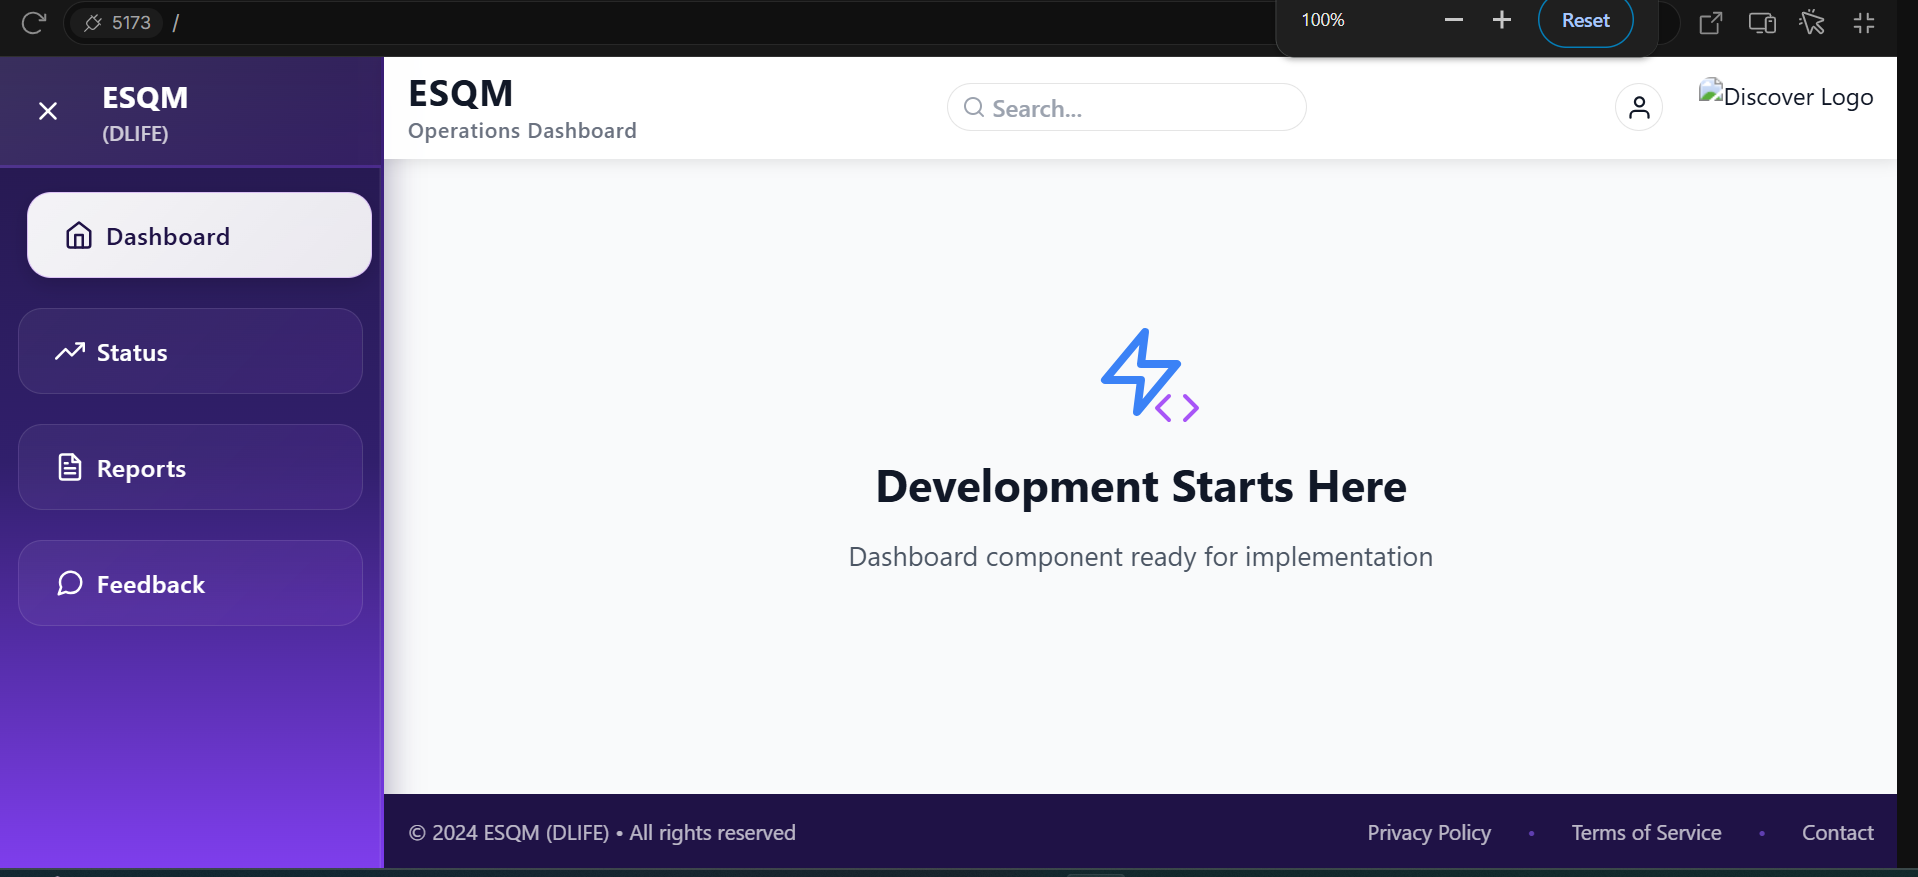 5173
/
100%
Reset
ESQM
(DLIFE)
Dashboard
Status
Reports
Feedback
ESQM
Operations Dashboard
Search...
Discover Logo
Development Starts Here
Dashboard component ready for implementation
© 2024 ESQM (DLIFE) • All rights reserved
Privacy Policy • Terms of Service • Contact